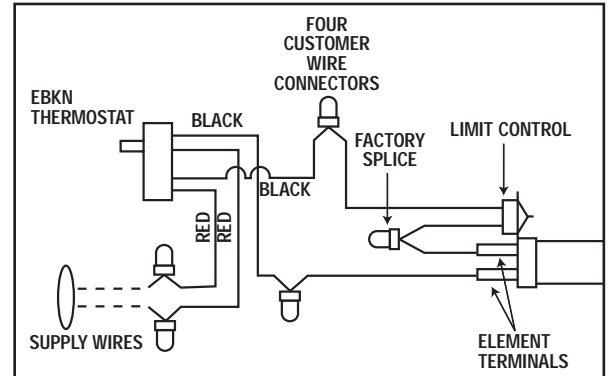 FOUR
CUSTOMER
WIRE
CONNECTORS
EBKN
THERMOSTAT
BLACK
FACTORY
SPLICE
LIMIT CONTROL
BLACK
RED
RED
SUPPLY WIRES
ELEMENT
TERMINALS